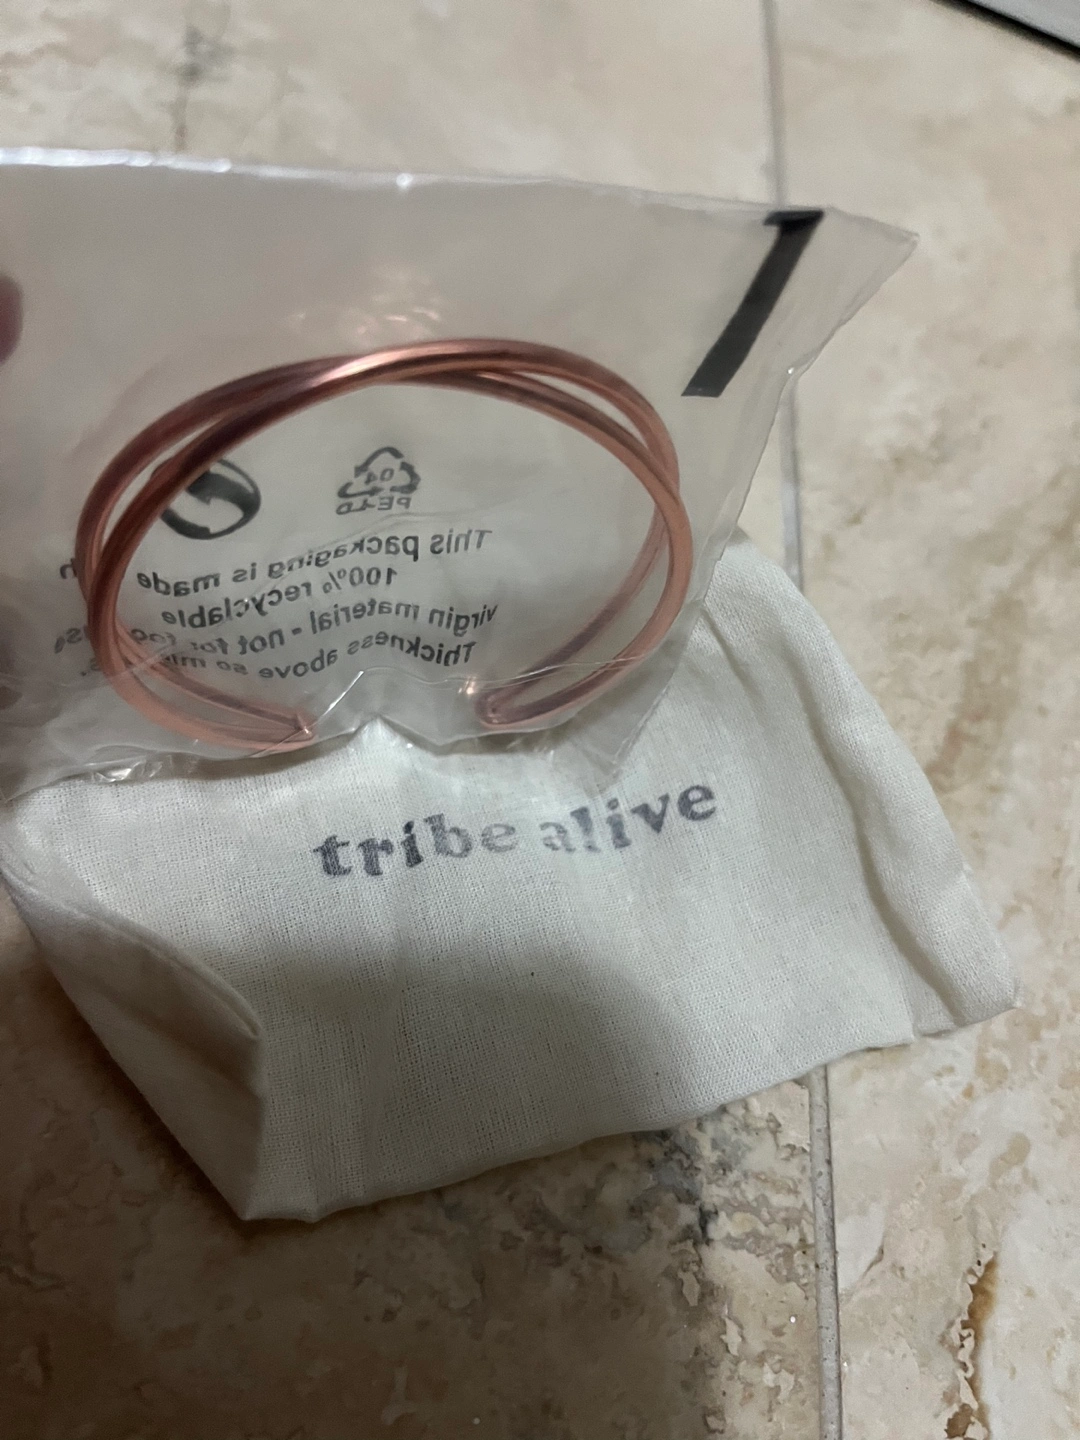 04
PE-LD
This packaging is made
100% recyclable
virgin material - not for
Thickness above
tribe alive